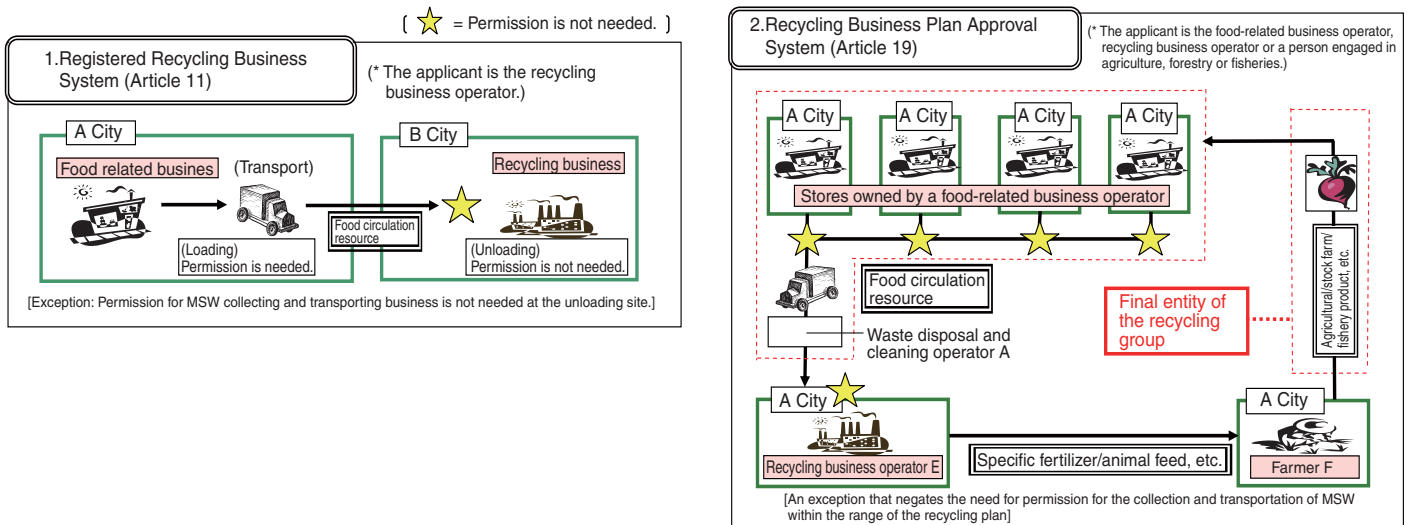 ( ☆ = Permission is not needed. )
1.Registered Recycling Business
System (Article 11)
(* The applicant is the recycling
business operator.)
A City
Food related busines
(Transport)
(Loading)
Permission is needed.
Food circulation
resource
B City
Recycling business
(Unloading)
Permission is not needed.
[Exception: Permission for MSW collecting and transporting business is not needed at the unloading site.]
2.Recycling Business Plan Approval
System (Article 19)
(* The applicant is the food-related business operator,
recycling business operator or a person engaged in
agriculture, forestry or fisheries.)
A City
A City
A City
A City
Stores owned by a food-related business operator
Food circulation
resource
Waste disposal and
cleaning operator A
Final entity of
the recycling
group
Agricultural/stock farm/
fishery product, etc.
A City
Recycling business operator E
Specific fertilizer/animal feed, etc.
A City
Farmer F
[An exception that negates the need for permission for the collection and transportation of MSW
within the range of the recycling plan]